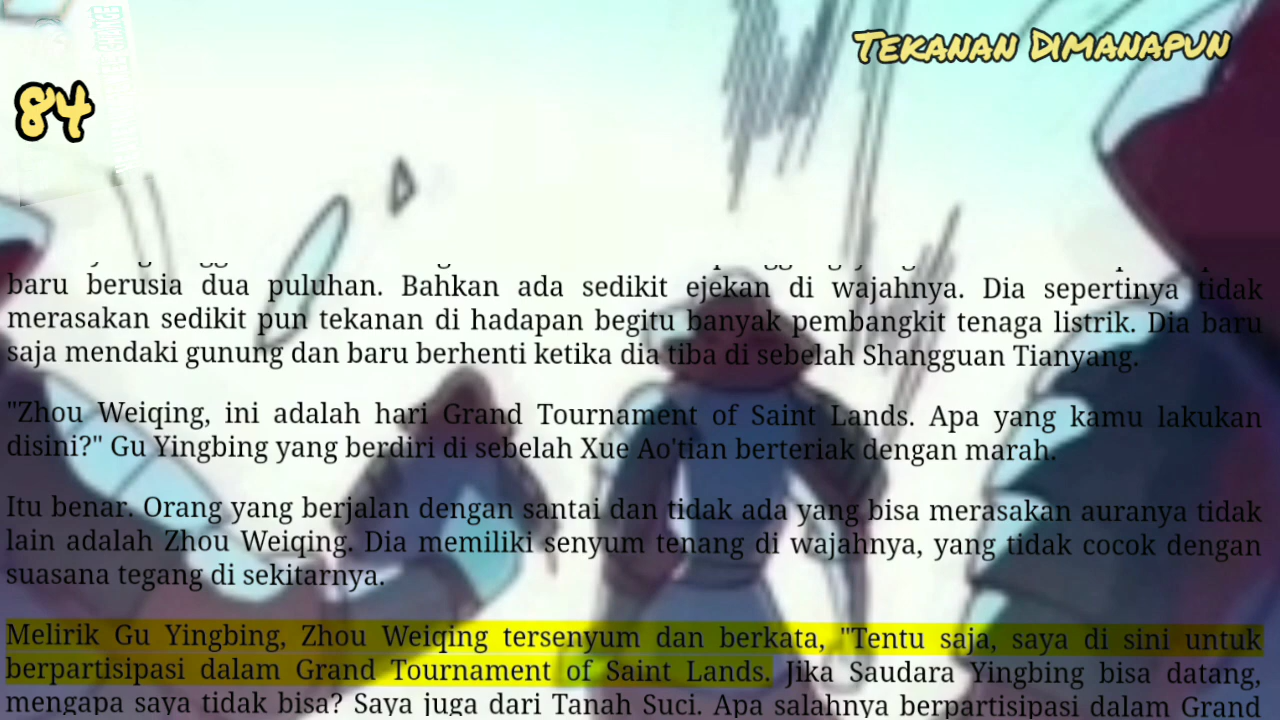 Tekanan Dimanapun
84
baru berusia dua puluhan. Bahkan ada sedikit ejekan di wajahnya. Dia sepertinya tidak
merasakan sedikit pun tekanan di hadapan begitu banyak pembangkit tenaga listrik. Dia baru
saja mendaki gunung dan baru berhenti ketika dia tiba di sebelah Shangguan Tianyang.
"Zhou Weiqing, ini adalah hari Grand Tournament of Saint Lands. Apa yang kamu lakukan
disini?" Gu Yingbing yang berdiri di sebelah Xue Ao'tian berteriak dengan marah.
Itu benar. Orang yang berjalan dengan santai dan tidak ada yang bisa merasakan auranya tidak
lain adalah Zhou Weiqing. Dia memiliki senyum tenang di wajahnya, yang tidak cocok dengan
suasana tegang di sekitarnya.
Melirik Gu Yingbing, Zhou Weiqing tersenyum dan berkata, "Tentu saja, saya di sini untuk
berpartisipasi dalam Grand Tournament of Saint Lands. Jika Saudara Yingbing bisa datang,
mengapa saya tidak bisa? Saya juga dari Tanah Suci. Apa salahnya berpartisipasi dalam Grand